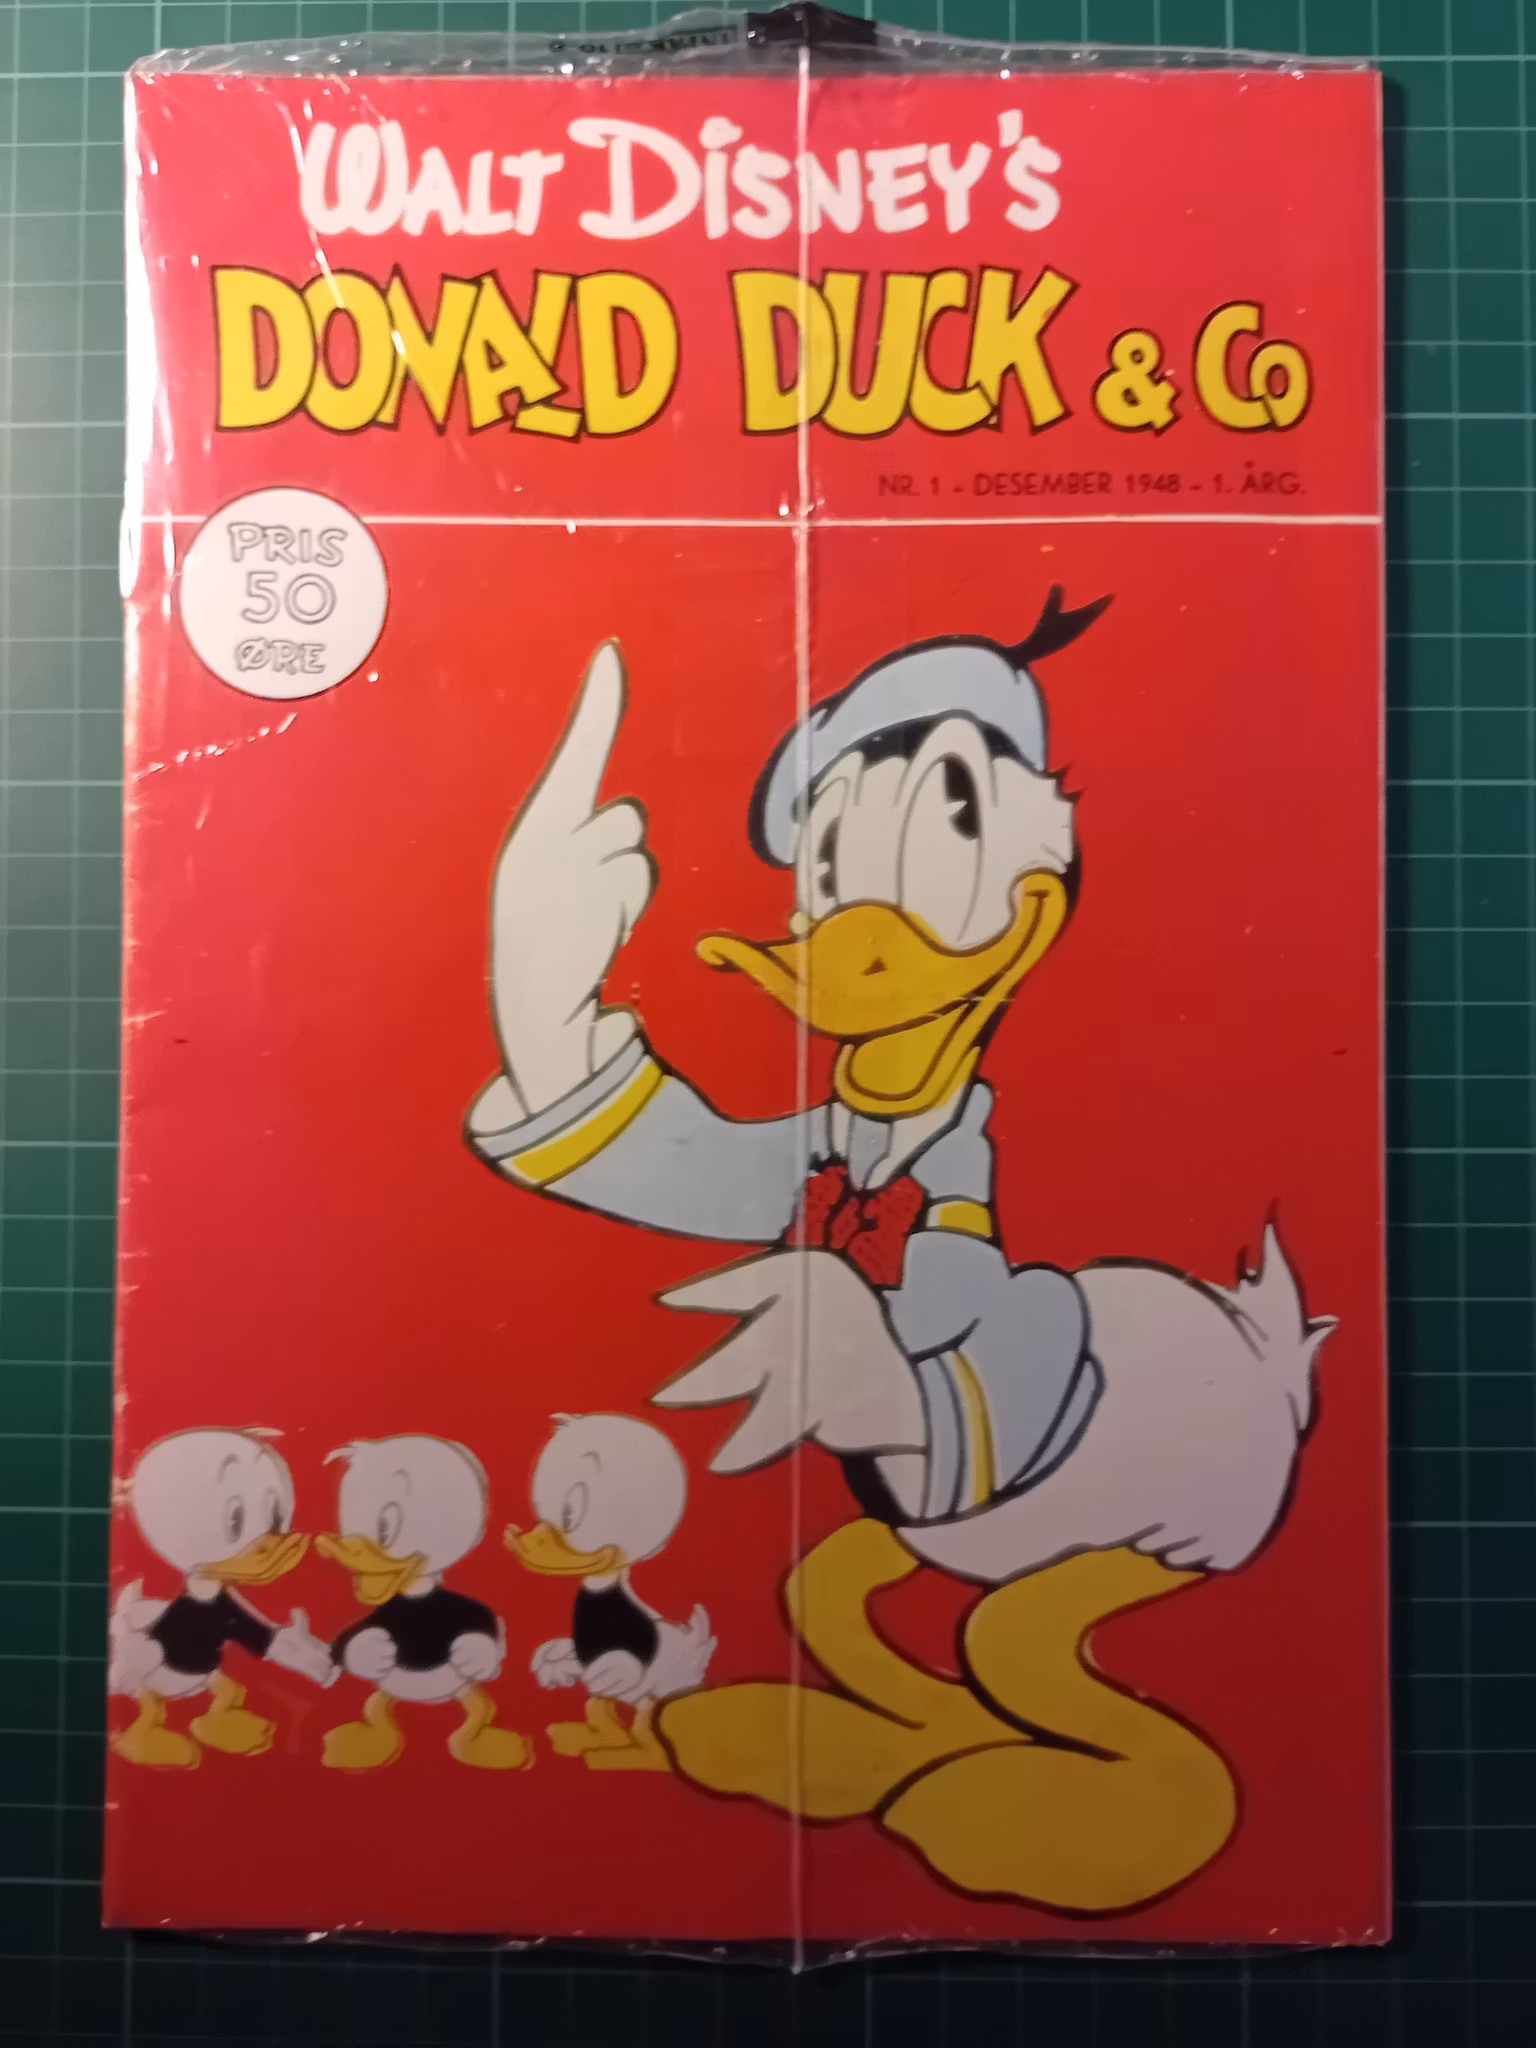 WALT DISNEY'S
DONALD DUCK & Co
NR. 1 - DESEMBER 1948 - 1. ÅRG.
PRIS
50
ØRE